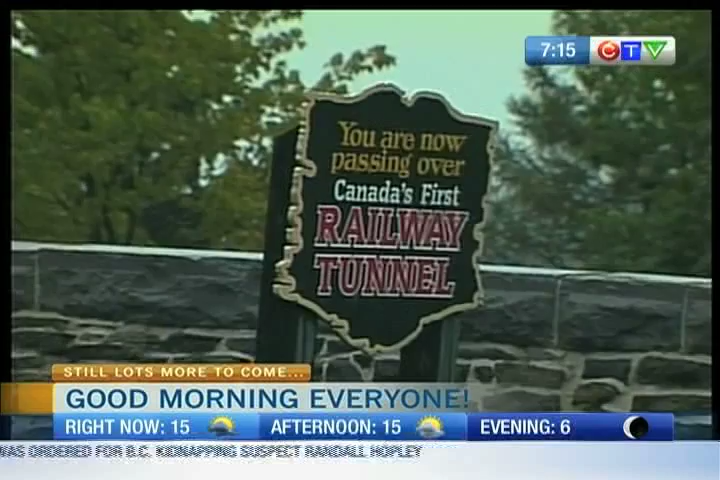 7:15 CTV
You are now
passing over
Canada's First
RAILWAY
TUNNEL
STILL LOTS MORE TO COME...
GOOD MORNING EVERYONE!
RIGHT NOW: 15 AFTERNOON: 15 EVENING: 6
WAS ORDERED FOR B.C. KIDNAPPING SUSPECT RANDALL HOPLEY